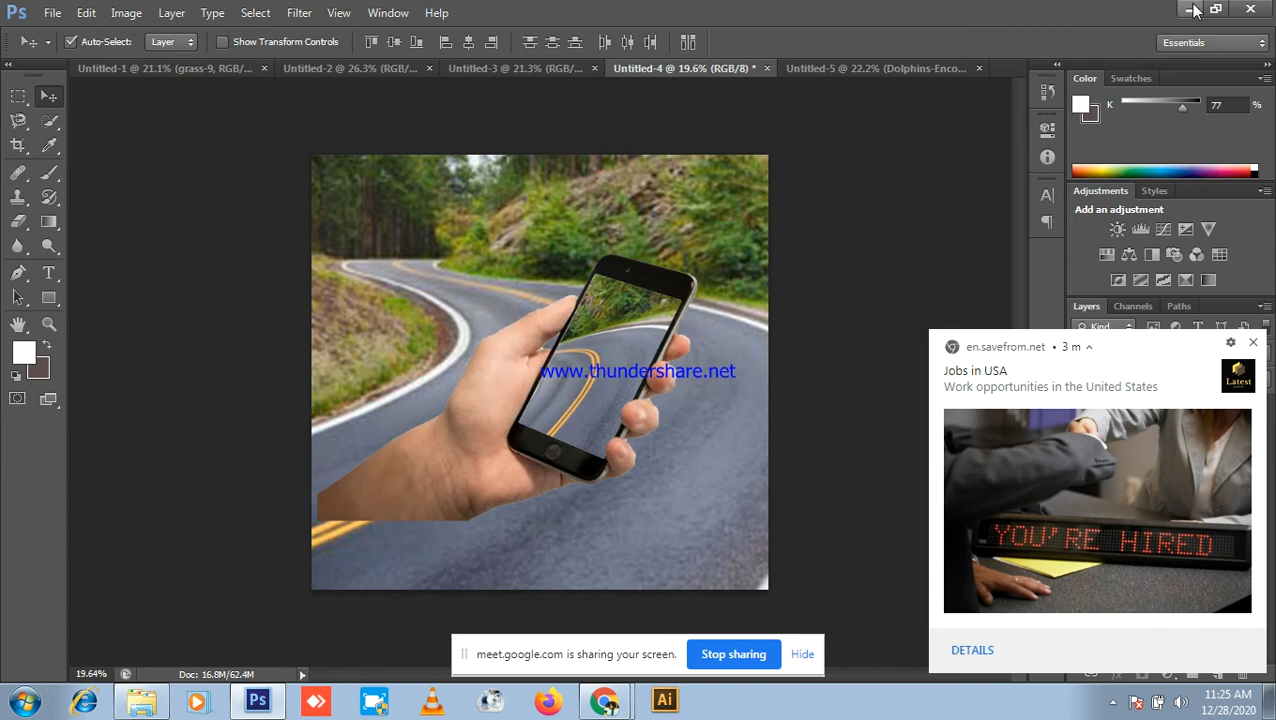 Ps File Edit Image Layer Type Select Filter View Window Help
Auto-Select: Layer Show Transform Controls Essentials
Untitled-1 @ 21.1% (grass-9, RGB/... × Untitled-2 @ 26.3% (RGB/... × Untitled-3 @ 21.3% (RGB/... × Untitled-4 @ 19.6% (RGB/8) * × Untitled-5 @ 22.2% (Dolphins-Enco... ×
Color Swatches
K 77 %
Adjustments Styles
Add an adjustment
Layers Channels Paths
Kind
www.thundershare.net
en.savefrom.net • 3 m
Jobs in USA
Work opportunities in the United States
Latest
YOU'RE HIRED
DETAILS
meet.google.com is sharing your screen. Stop sharing Hide
19.64% Doc: 16.8M/62.4M
Ps Ai
11:25 AM
12/28/2020